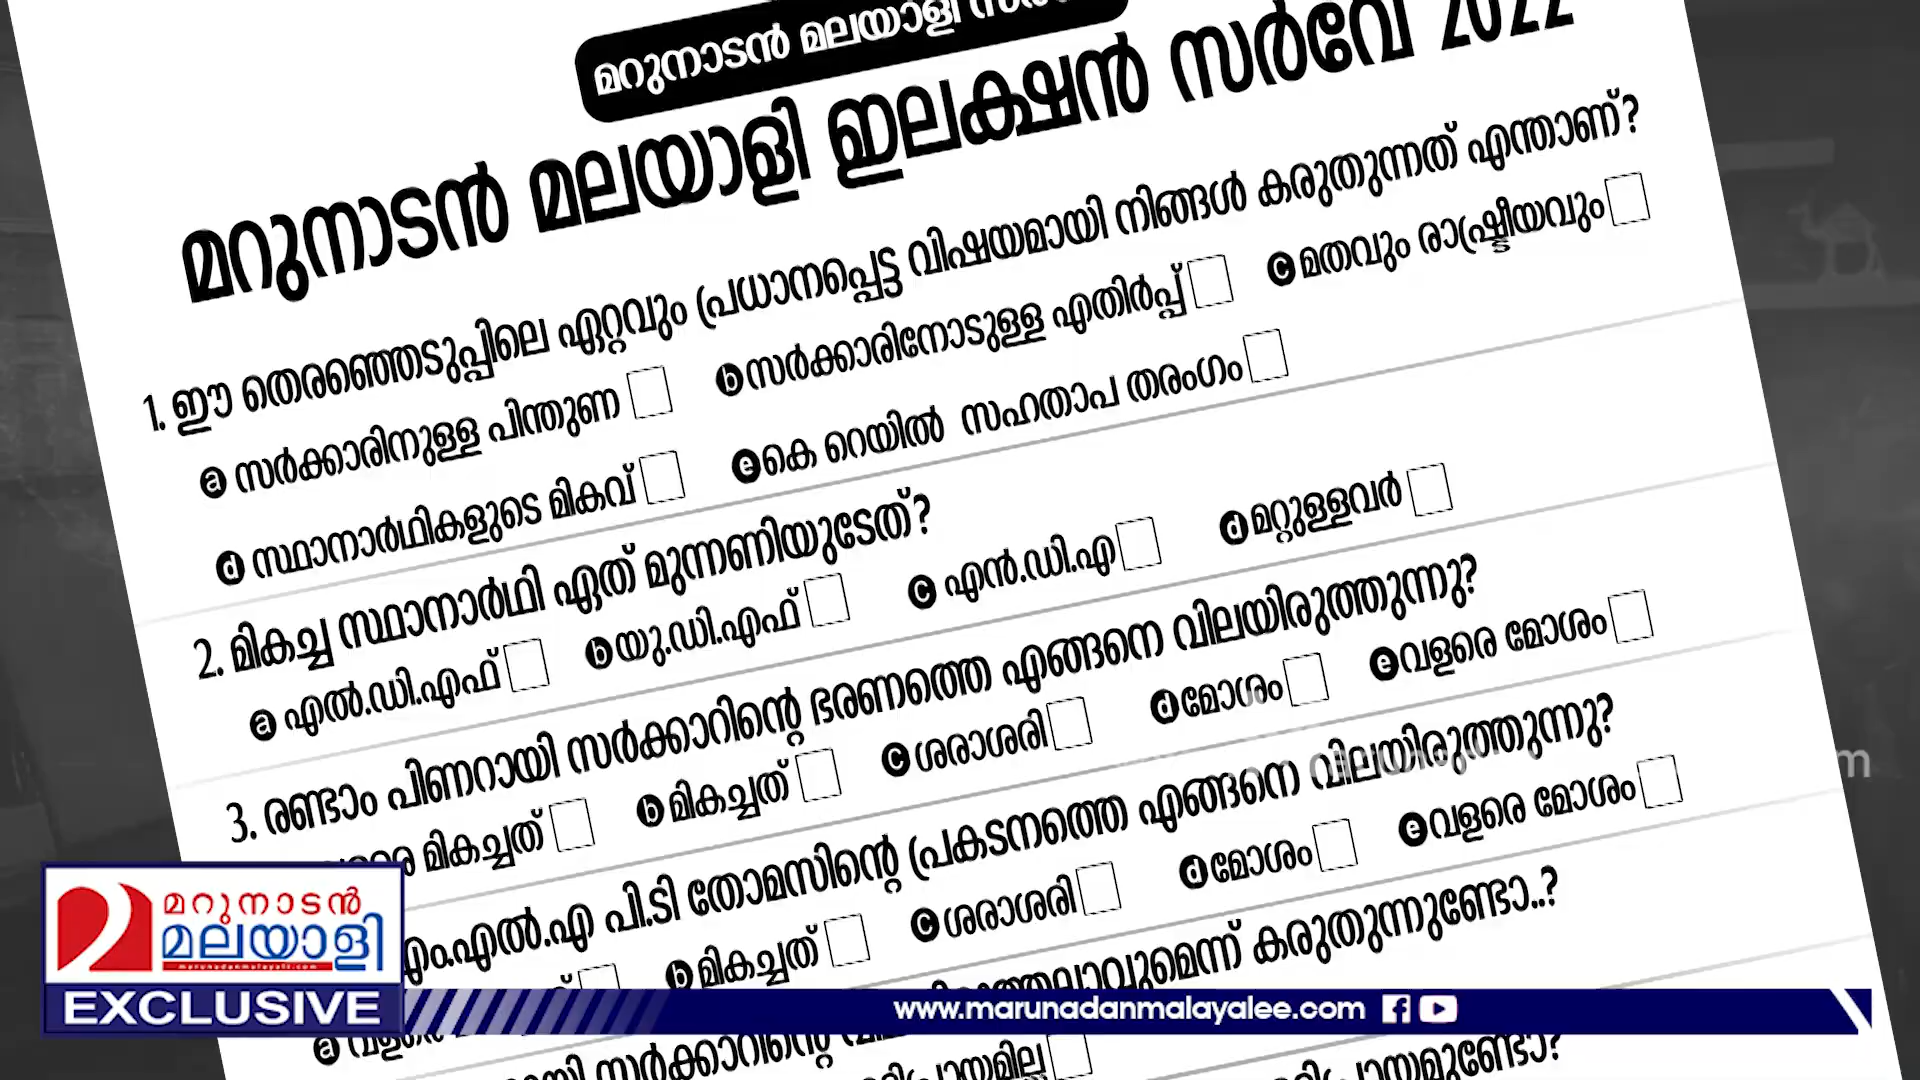 മറുനാടൻ മലയാളി
മറുനാടൻ മലയാളി ഇലക്ഷൻ സർവേ 2022
1. ഈ തെരഞ്ഞെടുപ്പിലെ ഏറ്റവും പ്രധാനപ്പെട്ട വിഷയമായി നിങ്ങൾ കരുതുന്നത് എന്താണ്?
a സർക്കാരിനുള്ള പിന്തുണ b സർക്കാരിനോടുള്ള എതിർപ്പ് c മതവും രാഷ്ട്രീയവും
d സ്ഥാനാർഥികളുടെ മികവ് e കെ റെയിൽ സഹതാപ തരംഗം
2. മികച്ച സ്ഥാനാർഥി ഏത് മുന്നണിയുടേത്?
a എൽ.ഡി.എഫ് b യു.ഡി.എഫ് c എൻ.ഡി.എ d മറ്റുള്ളവർ
3. രണ്ടാം പിണറായി സർക്കാറിന്റെ ഭരണത്തെ എങ്ങനെ വിലയിരുത്തുന്നു?
മികച്ചത് b മികച്ചത് c ശരാശരി d മോശം e വളരെ മോശം
എം.എൽ.എ പി.ടി തോമസിന്റെ പ്രകടനത്തെ എങ്ങനെ വിലയിരുത്തുന്നു?
b മികച്ചത് c ശരാശരി d മോശം e വളരെ മോശം
കരുതുന്നുണ്ടോ..?
a വളരെ
സർക്കാറിന്റെ
മറുനാടൻ
മലയാളി
marunadanmalayali.com
EXCLUSIVE
www.marunadanmalayalee.com